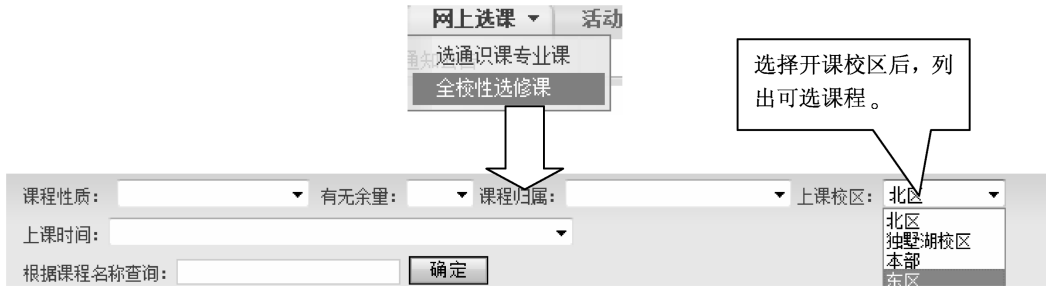 网上选课 活动
选通识课专业课
全校性选修课
选择开课校区后，列
出可选课程。
课程性质： 有无余量： 课程归属： 上课校区： 北区
上课时间：
北区
独墅湖校区
本部
东区
根据课程名称查询： 确定